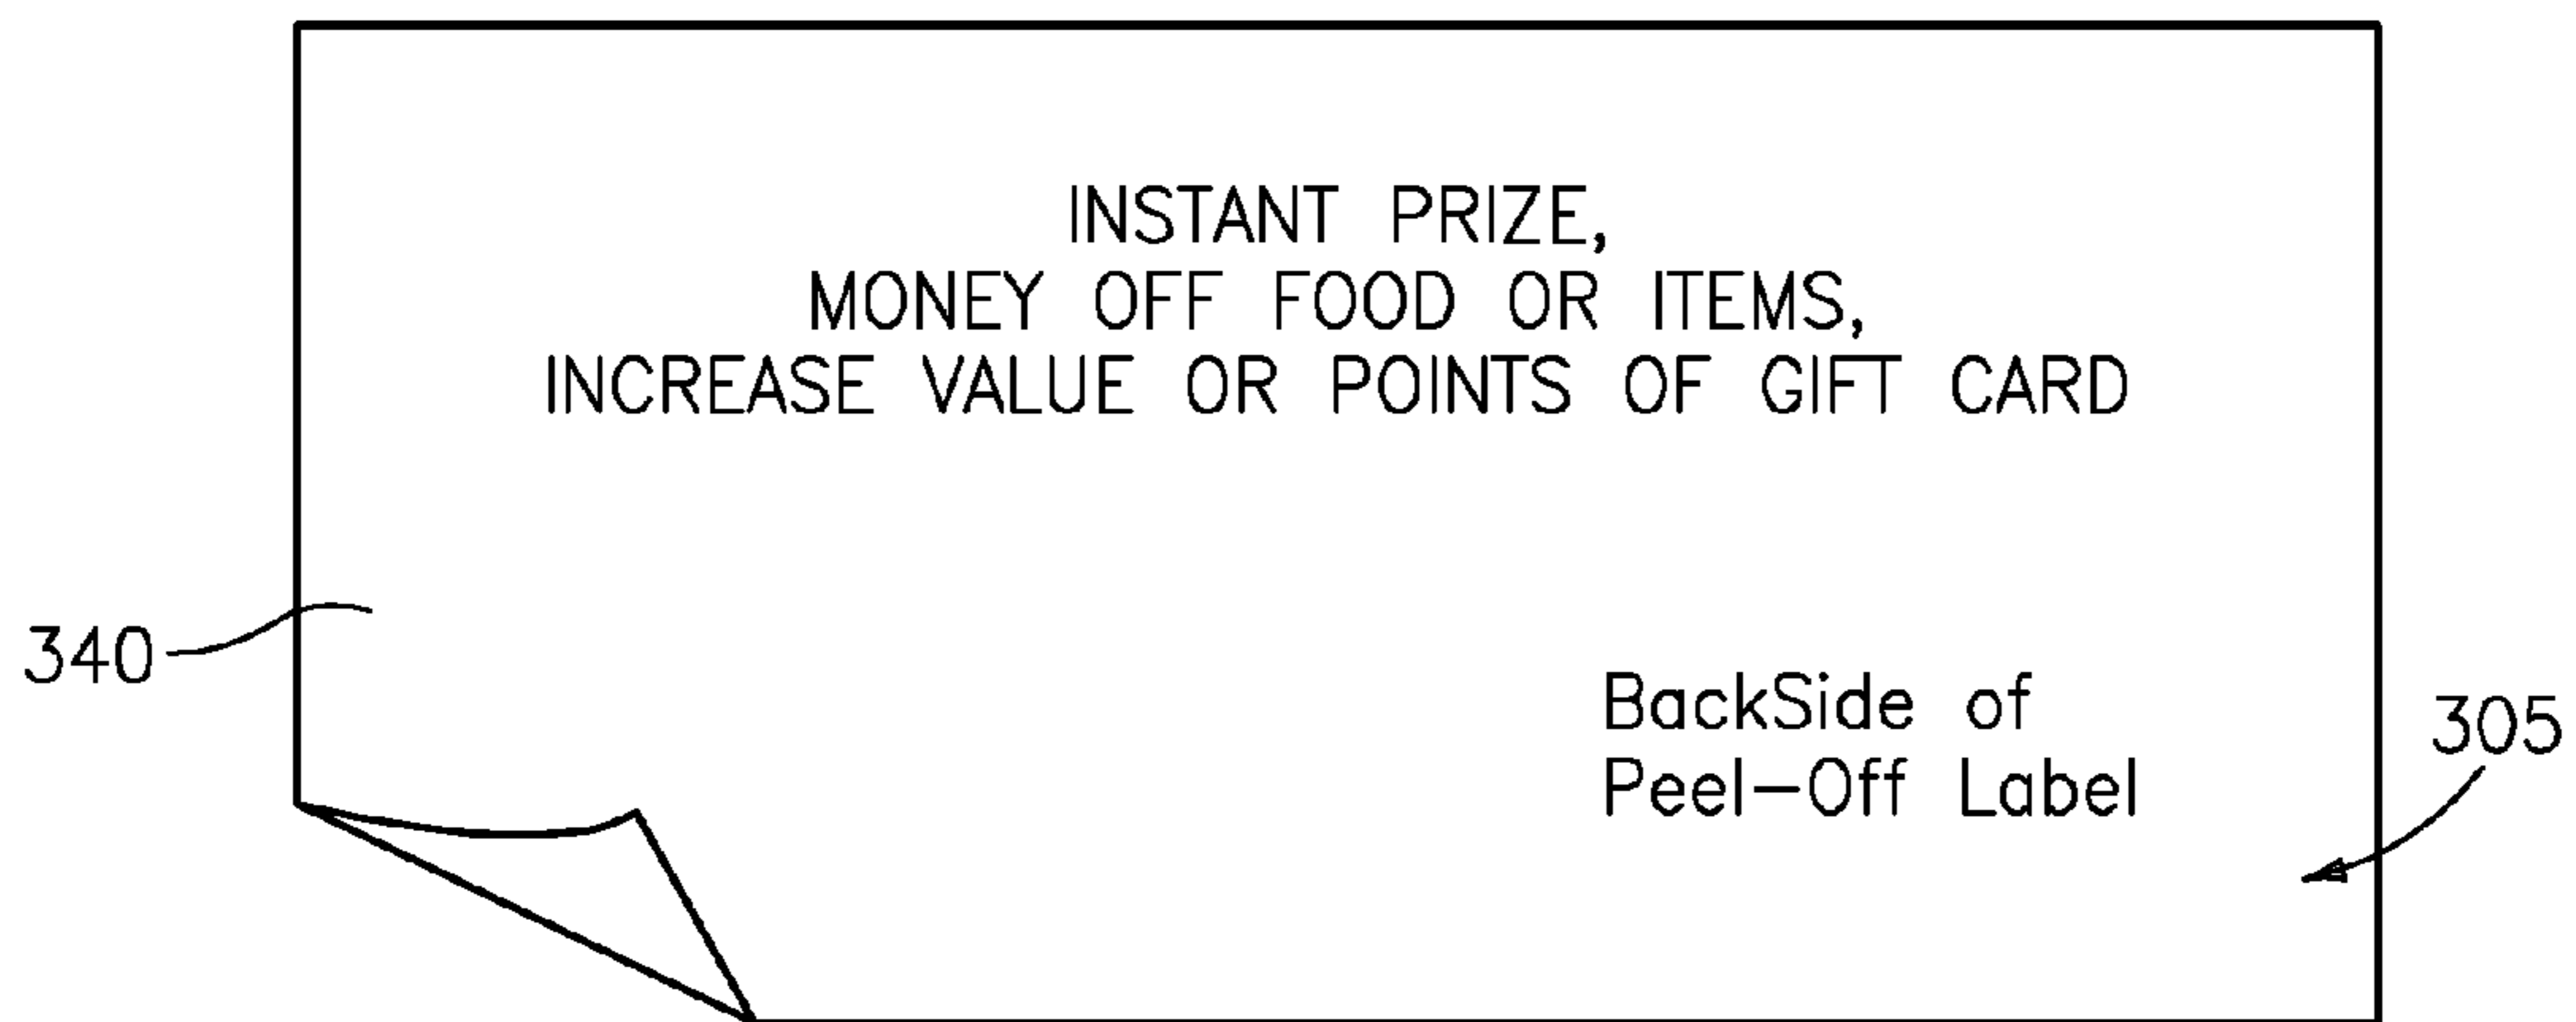 INSTANT PRIZE,
MONEY OFF FOOD OR ITEMS,
INCREASE VALUE OR POINTS OF GIFT CARD
340
BackSide of
Peel-Off Label
305